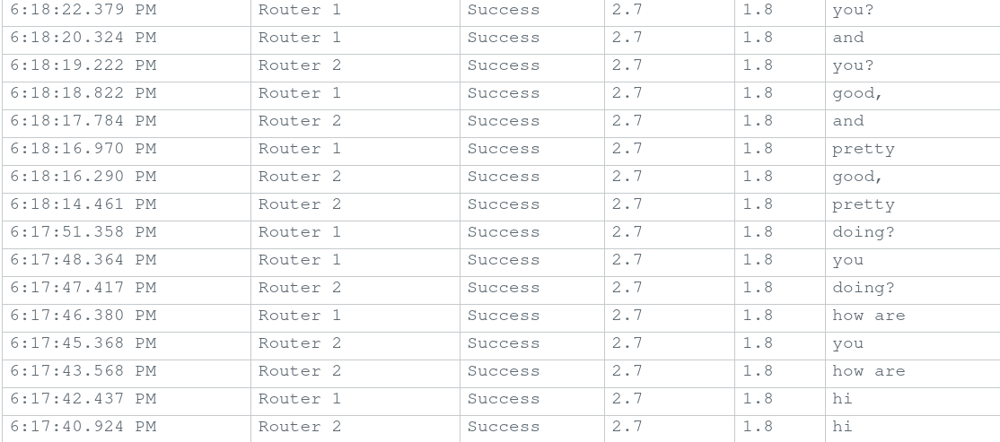 6:18:22.379 PM Router 1 Success 2.7 1.8 you?
6:18:20.324 PM Router 1 Success 2.7 1.8 and
6:18:19.222 PM Router 2 Success 2.7 1.8 you?
6:18:18.822 PM Router 1 Success 2.7 1.8 good,
6:18:17.784 PM Router 2 Success 2.7 1.8 and
6:18:16.970 PM Router 1 Success 2.7 1.8 pretty
6:18:16.290 PM Router 2 Success 2.7 1.8 good,
6:18:14.461 PM Router 2 Success 2.7 1.8 pretty
6:17:51.358 PM Router 1 Success 2.7 1.8 doing?
6:17:48.364 PM Router 1 Success 2.7 1.8 you
6:17:47.417 PM Router 2 Success 2.7 1.8 doing?
6:17:46.380 PM Router 1 Success 2.7 1.8 how are
6:17:45.368 PM Router 2 Success 2.7 1.8 you
6:17:43.568 PM Router 2 Success 2.7 1.8 how are
6:17:42.437 PM Router 1 Success 2.7 1.8 hi
6:17:40.924 PM Router 2 Success 2.7 1.8 hi